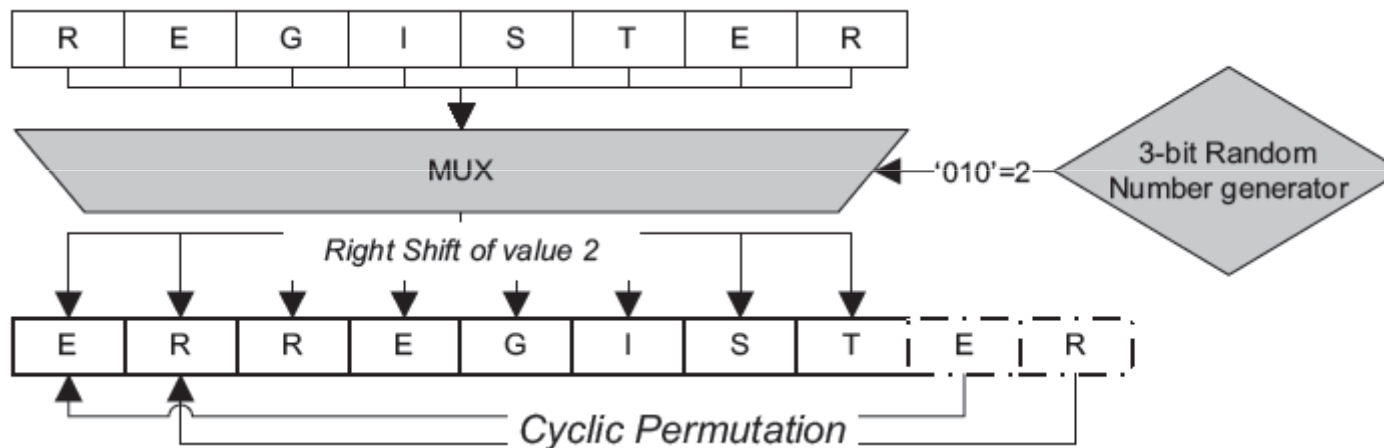 R E G I S T E R
MUX
‘010’=2
3-bit Random
Number generator
Right Shift of value 2
E R R E G I S T E R
Cyclic Permutation